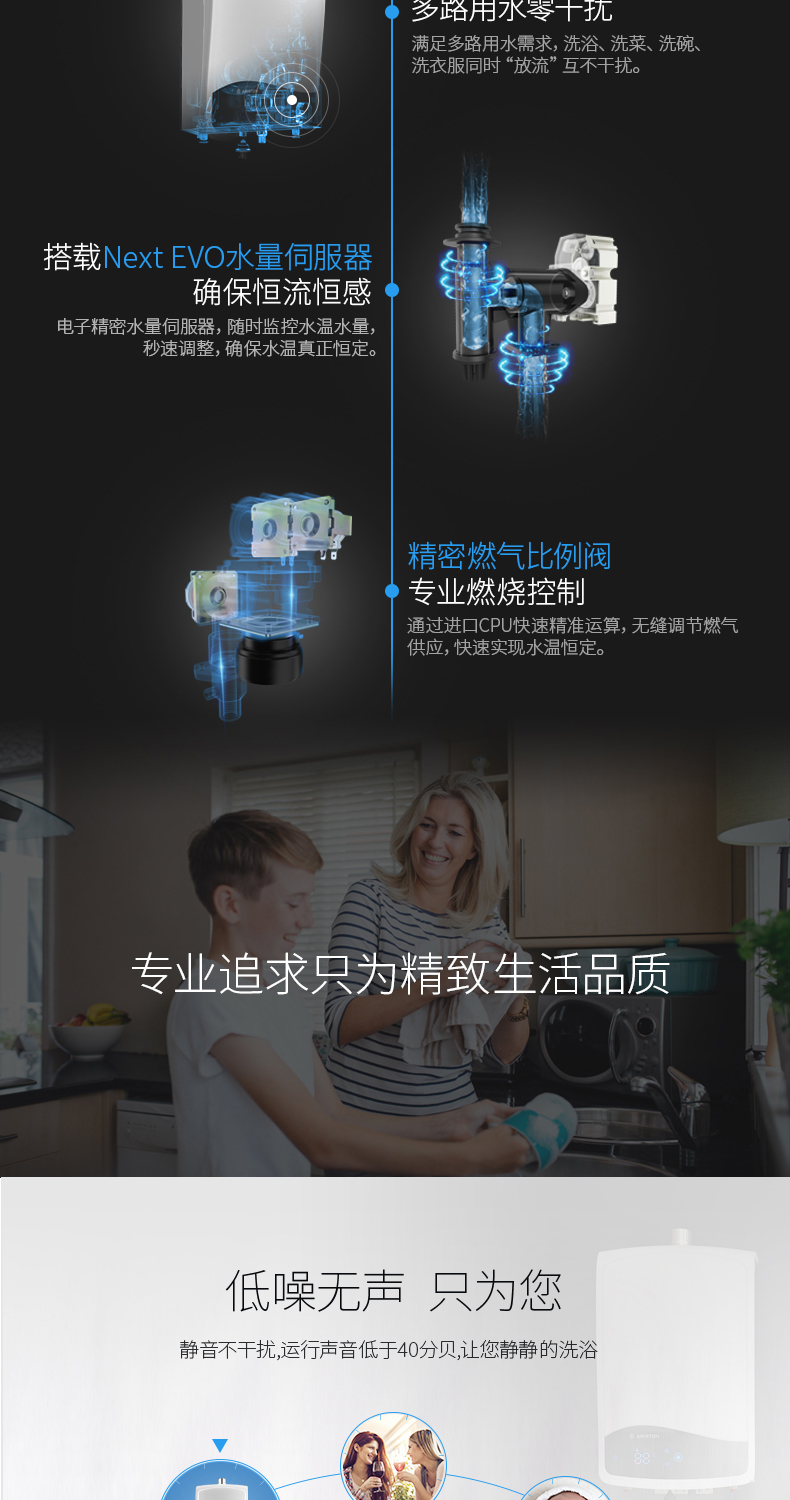 多路用水零干扰
满足多路用水需求, 洗浴、洗菜、洗碗、
洗衣服同时“放流”互不干扰。
搭载Next EVO水量伺服器
确保恒流恒感
电子精密水量伺服器, 随时监控水温水量,
秒速调整, 确保水温真正恒定。
精密燃气比例阀
专业燃烧控制
通过进口CPU快速精准运算, 无缝调节燃气
供应, 快速实现水温恒定。
专业追求只为精致生活品质
低噪无声 只为您
静音不干扰,运行声音低于40分贝,让您静静的洗浴
88